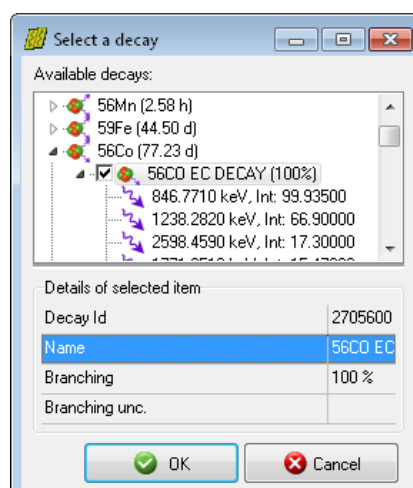 Select a decay
Available decays:
56Mn (2.58 h)
59Fe (44.50 d)
56Co (77.23 d)
56CO EC DECAY (100%)
846.7710 keV, Int: 99.93500
1238.2820 keV, Int: 66.90000
2598.4590 keV, Int: 17.30000
Details of selected item
Decay Id 2705600
Name 56CO EC
Branching 100 %
Branching unc.
OK Cancel